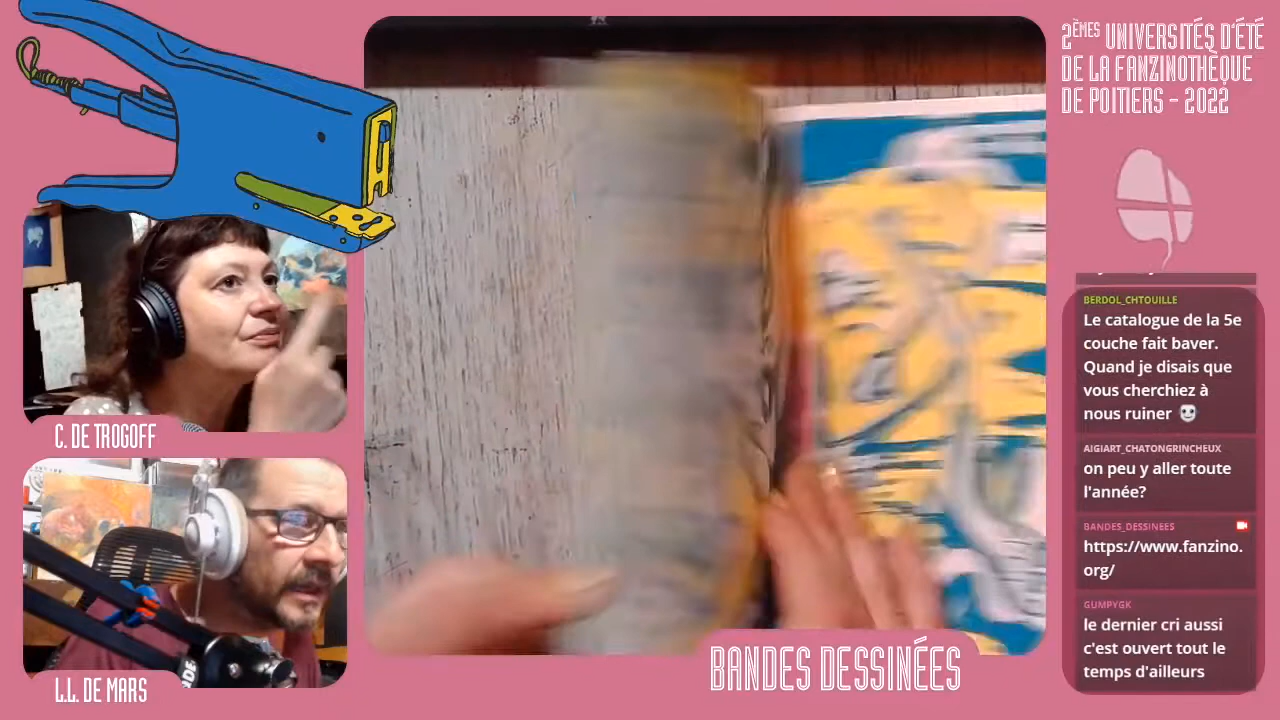 2ÈMES UNIVERSITÉS D'ÉTÉ
DE LA FANZINOTHÈQUE
DE POITIERS - 2022
C. DE TROGOFF
L.L. DE MARS
BANDES DESSINÉES
BERDOL_CHTOUILLE
Le catalogue de la 5e
couche fait baver.
Quand je disais que
vous cherchiez à
nous ruiner
AIGIART_CHATONGRINCHEUX
on peu y aller toute
l'année?
BANDES_DESSINEES
https://www.fanzino.
org/
GUMPYGK
le dernier cri aussi
c'est ouvert tout le
temps d'ailleurs